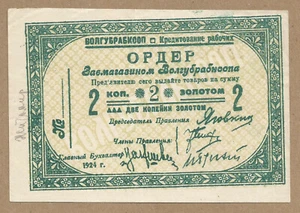 ВОЛГУБРАБКООП — Кредитование рабочих
ОРДЕР
Завмагазином Волгубрабкоопа
Предъявителю сего выдайте товаров на сумму
2 КОП. 2 ЗОЛОТОМ 2
ДВЕ КОПЕЙКИ ЗОЛОТОМ
Председатель Правления
Члены Правления
Главный Бухгалтер
1924 г.
№